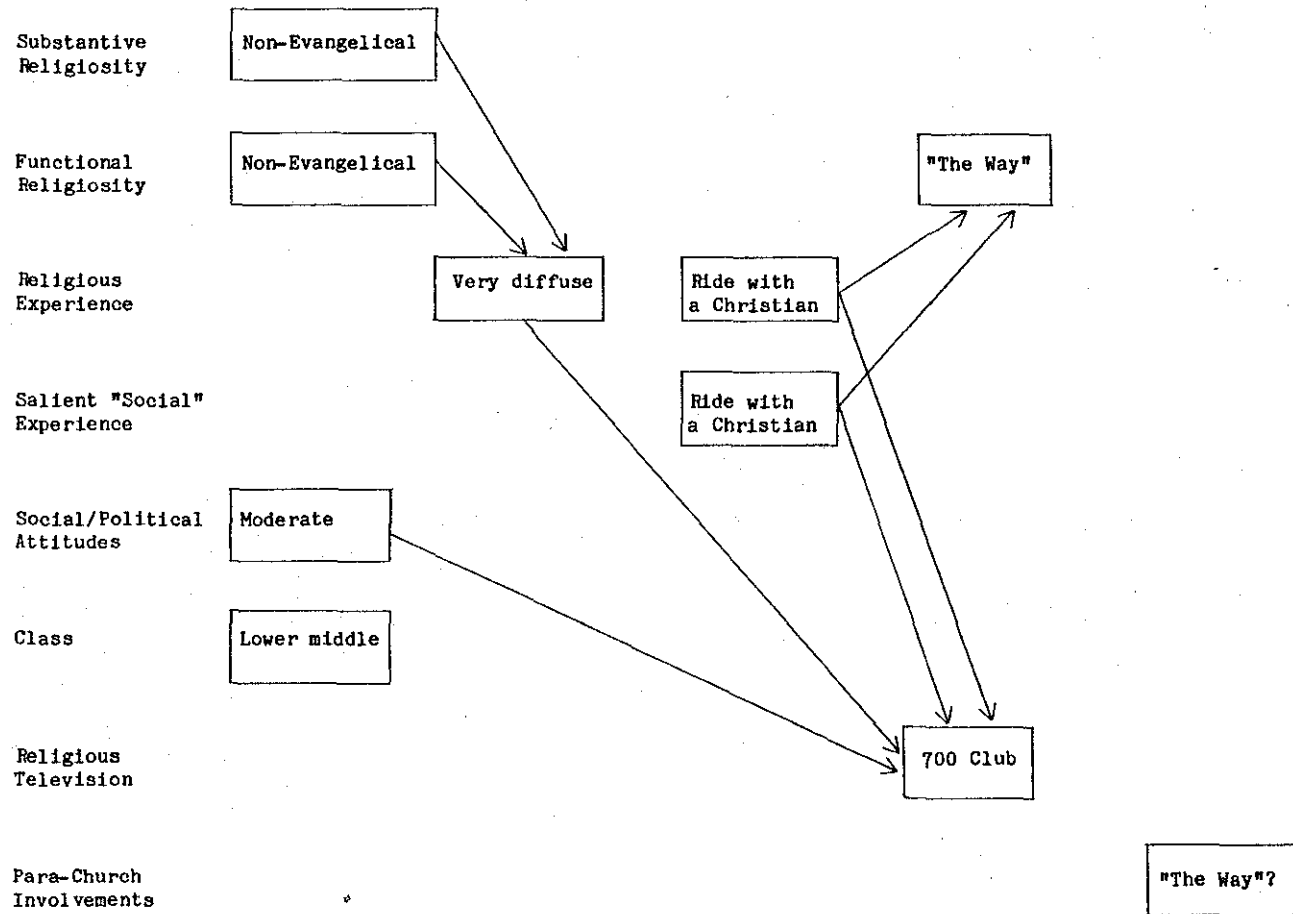 Substantive
Religiosity
Non-Evangelical
Functional
Religiosity
Non-Evangelical
"The Way"
Religious
Experience
Very diffuse
Ride with
a Christian
Salient "Social"
Experience
Ride with
a Christian
Social/Political
Attitudes
Moderate
Class
Lower middle
Religious
Television
700 Club
Para-Church
Involvements
"The Way"?